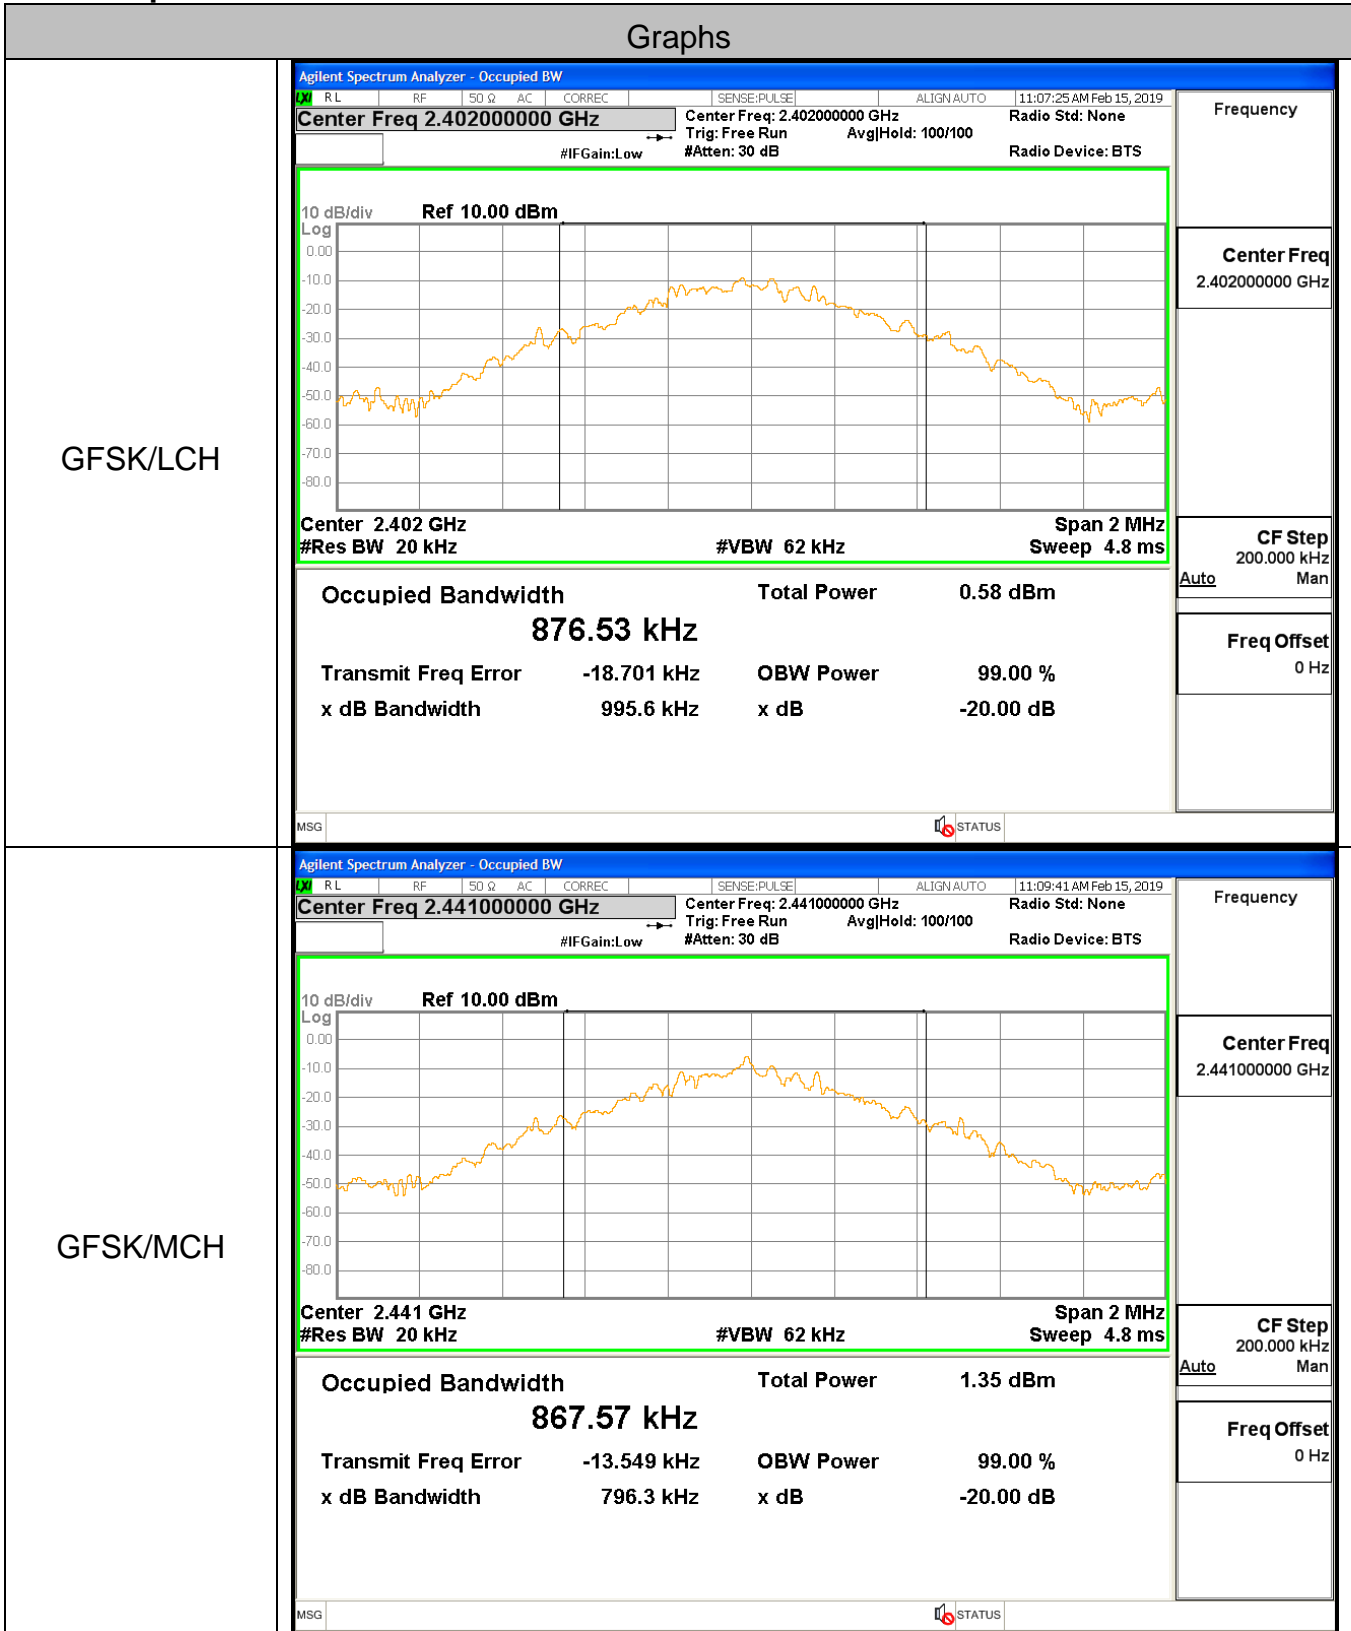 Graphs
GFSK/LCH
Agilent Spectrum Analyzer - Occupied BW
LXI RL RF 50 Ω AC CORREC SENSE:PULSE ALIGN AUTO 11:07:25 AM Feb 15, 2019
Center Freq 2.402000000 GHz
Center Freq: 2.402000000 GHz Radio Std: None
Trig: Free Run Avg|Hold: 100/100
#IFGain:Low #Atten: 30 dB Radio Device: BTS
10 dB/div Ref 10.00 dBm
Log
0.00
-10.0
-20.0
-30.0
-40.0
-50.0
-60.0
-70.0
-80.0
Center 2.402 GHz Span 2 MHz
#Res BW 20 kHz #VBW 62 kHz Sweep 4.8 ms
Occupied Bandwidth Total Power 0.58 dBm
876.53 kHz
Transmit Freq Error -18.701 kHz OBW Power 99.00 %
x dB Bandwidth 995.6 kHz x dB -20.00 dB
MSG STATUS
Frequency
Center Freq
2.402000000 GHz
CF Step
200.000 kHz
Auto Man
Freq Offset
0 Hz
GFSK/MCH
Agilent Spectrum Analyzer - Occupied BW
LXI RL RF 50 Ω AC CORREC SENSE:PULSE ALIGN AUTO 11:09:41 AM Feb 15, 2019
Center Freq 2.441000000 GHz
Center Freq: 2.441000000 GHz Radio Std: None
Trig: Free Run Avg|Hold: 100/100
#IFGain:Low #Atten: 30 dB Radio Device: BTS
10 dB/div Ref 10.00 dBm
Log
0.00
-10.0
-20.0
-30.0
-40.0
-50.0
-60.0
-70.0
-80.0
Center 2.441 GHz Span 2 MHz
#Res BW 20 kHz #VBW 62 kHz Sweep 4.8 ms
Occupied Bandwidth Total Power 1.35 dBm
867.57 kHz
Transmit Freq Error -13.549 kHz OBW Power 99.00 %
x dB Bandwidth 796.3 kHz x dB -20.00 dB
MSG STATUS
Frequency
Center Freq
2.441000000 GHz
CF Step
200.000 kHz
Auto Man
Freq Offset
0 Hz